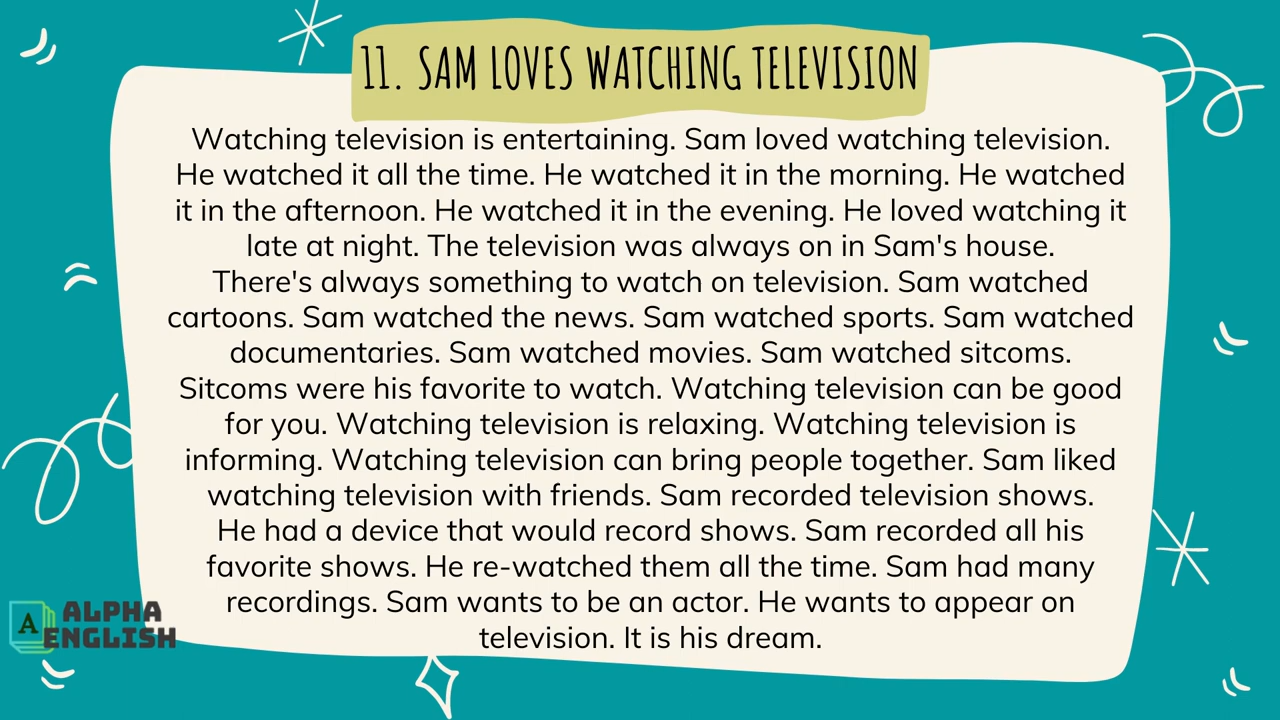 11. SAM LOVES WATCHING TELEVISION
Watching television is entertaining. Sam loved watching television.
He watched it all the time. He watched it in the morning. He watched
it in the afternoon. He watched it in the evening. He loved watching it
late at night. The television was always on in Sam's house.
There's always something to watch on television. Sam watched
cartoons. Sam watched the news. Sam watched sports. Sam watched
documentaries. Sam watched movies. Sam watched sitcoms.
Sitcoms were his favorite to watch. Watching television can be good
for you. Watching television is relaxing. Watching television is
informing. Watching television can bring people together. Sam liked
watching television with friends. Sam recorded television shows.
He had a device that would record shows. Sam recorded all his
favorite shows. He re-watched them all the time. Sam had many
recordings. Sam wants to be an actor. He wants to appear on
television. It is his dream.
A ALPHA
ENGLISH